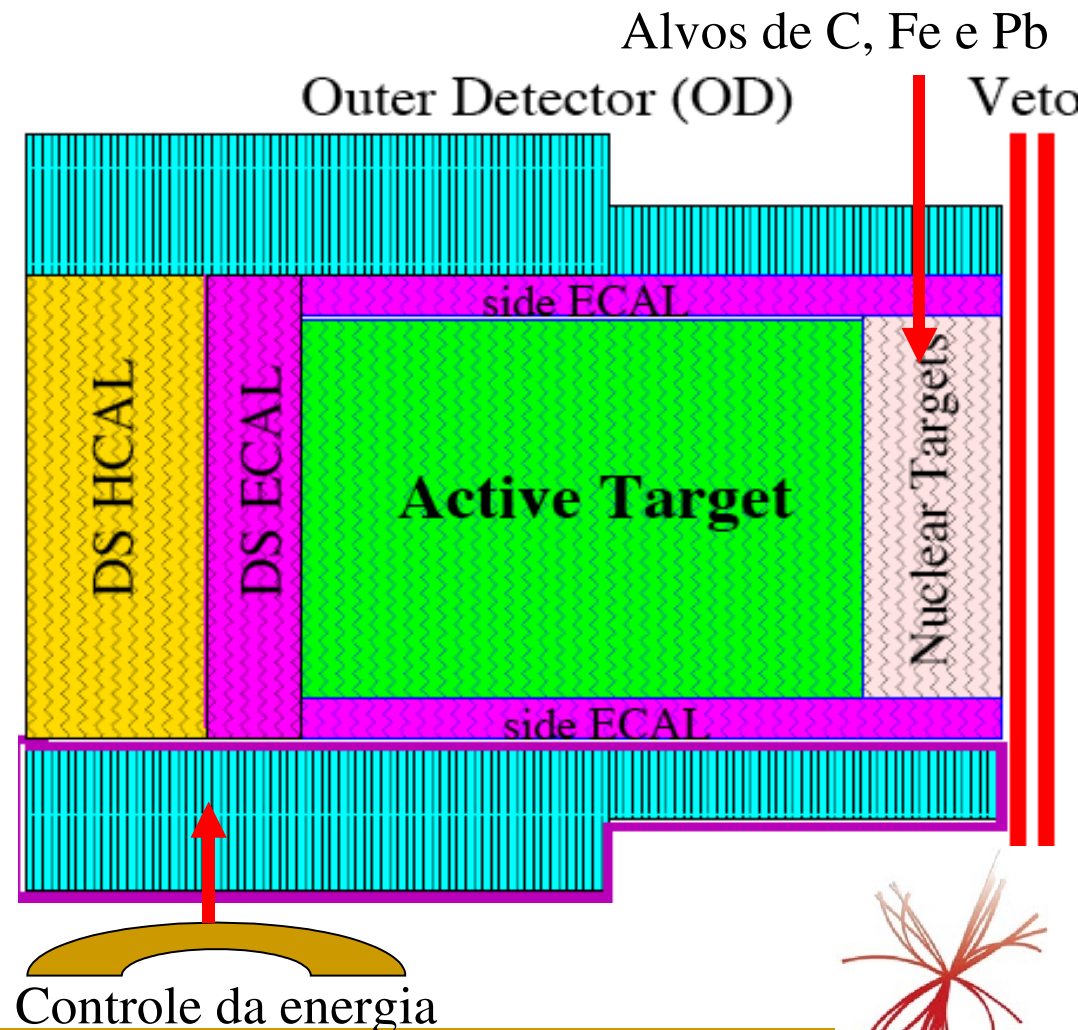 Alvos de C, Fe e Pb
Outer Detector (OD)
Veto
side ECAL
DS HCAL
DS ECAL
Active Target
Nuclear Targets
side ECAL
Controle da energia